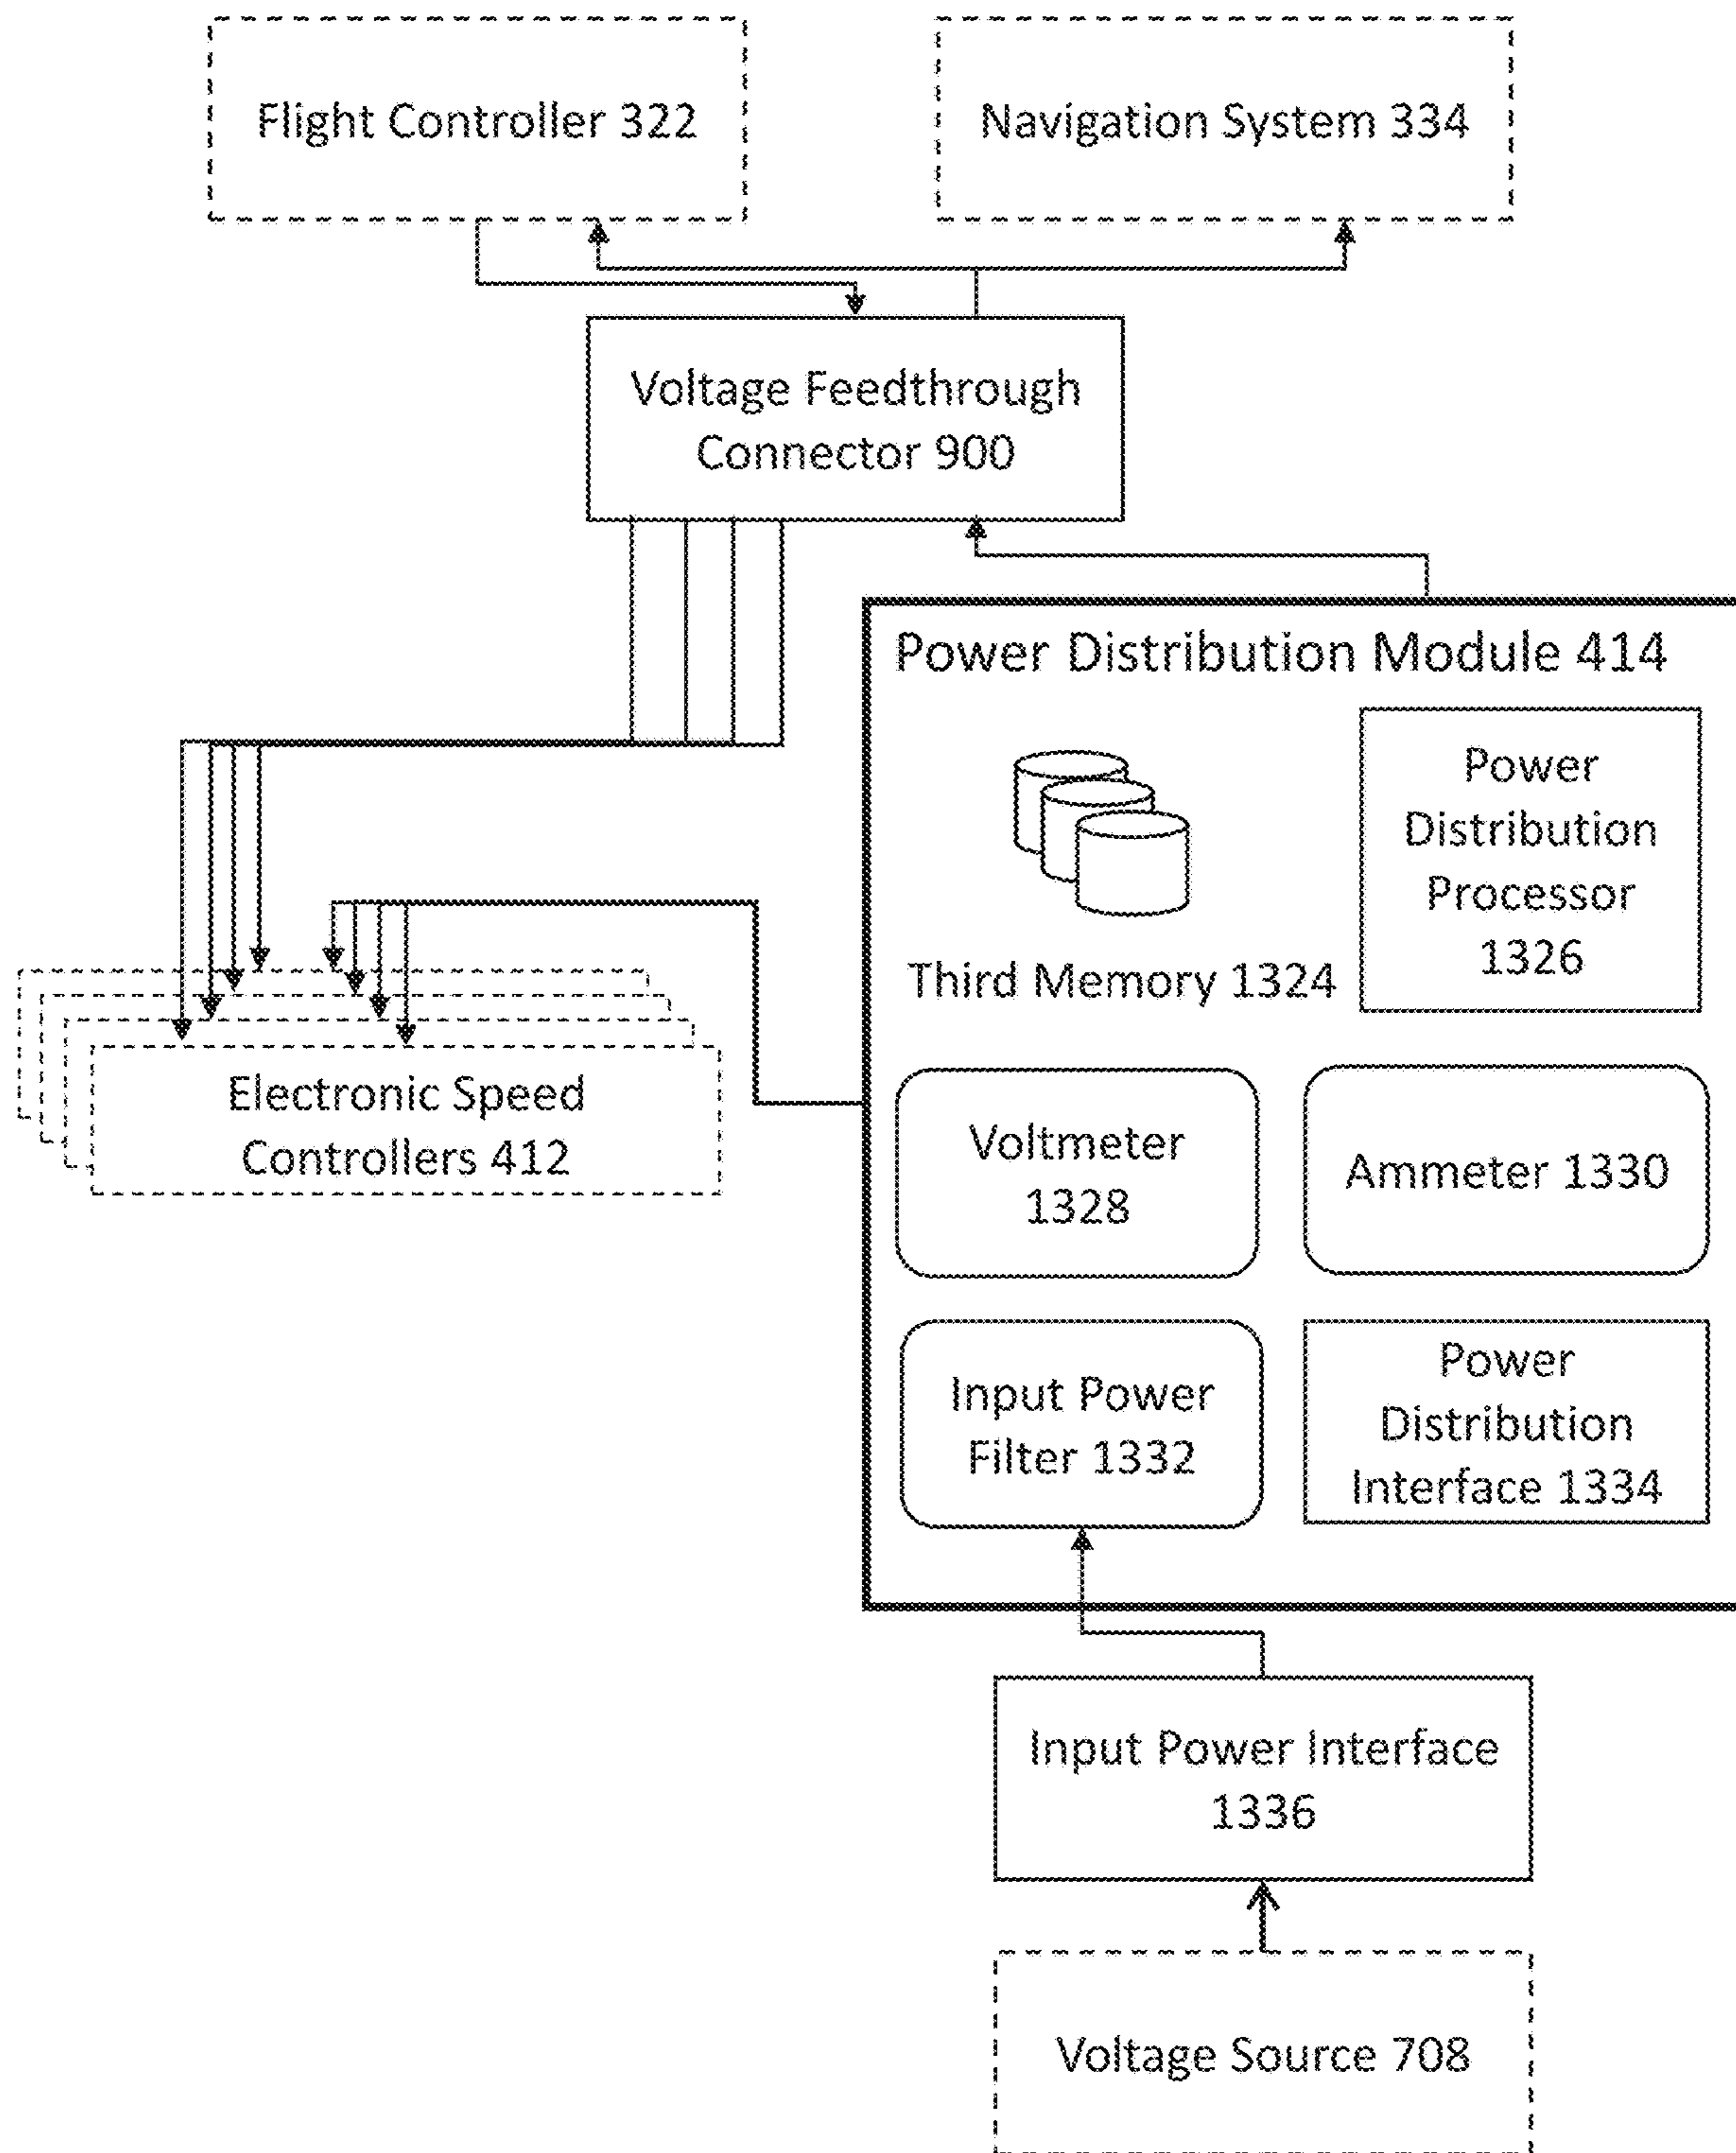 Flight Controller 322
Navigation System 334
Voltage Feedthrough
Connector 900
Power Distribution Module 414
Power
Distribution
Processor
1326
Third Memory 1324
Electronic Speed
Controllers 412
Voltmeter
1328
Ammeter 1330
Input Power
Filter 1332
Power
Distribution
Interface 1334
Input Power Interface
1336
Voltage Source 708